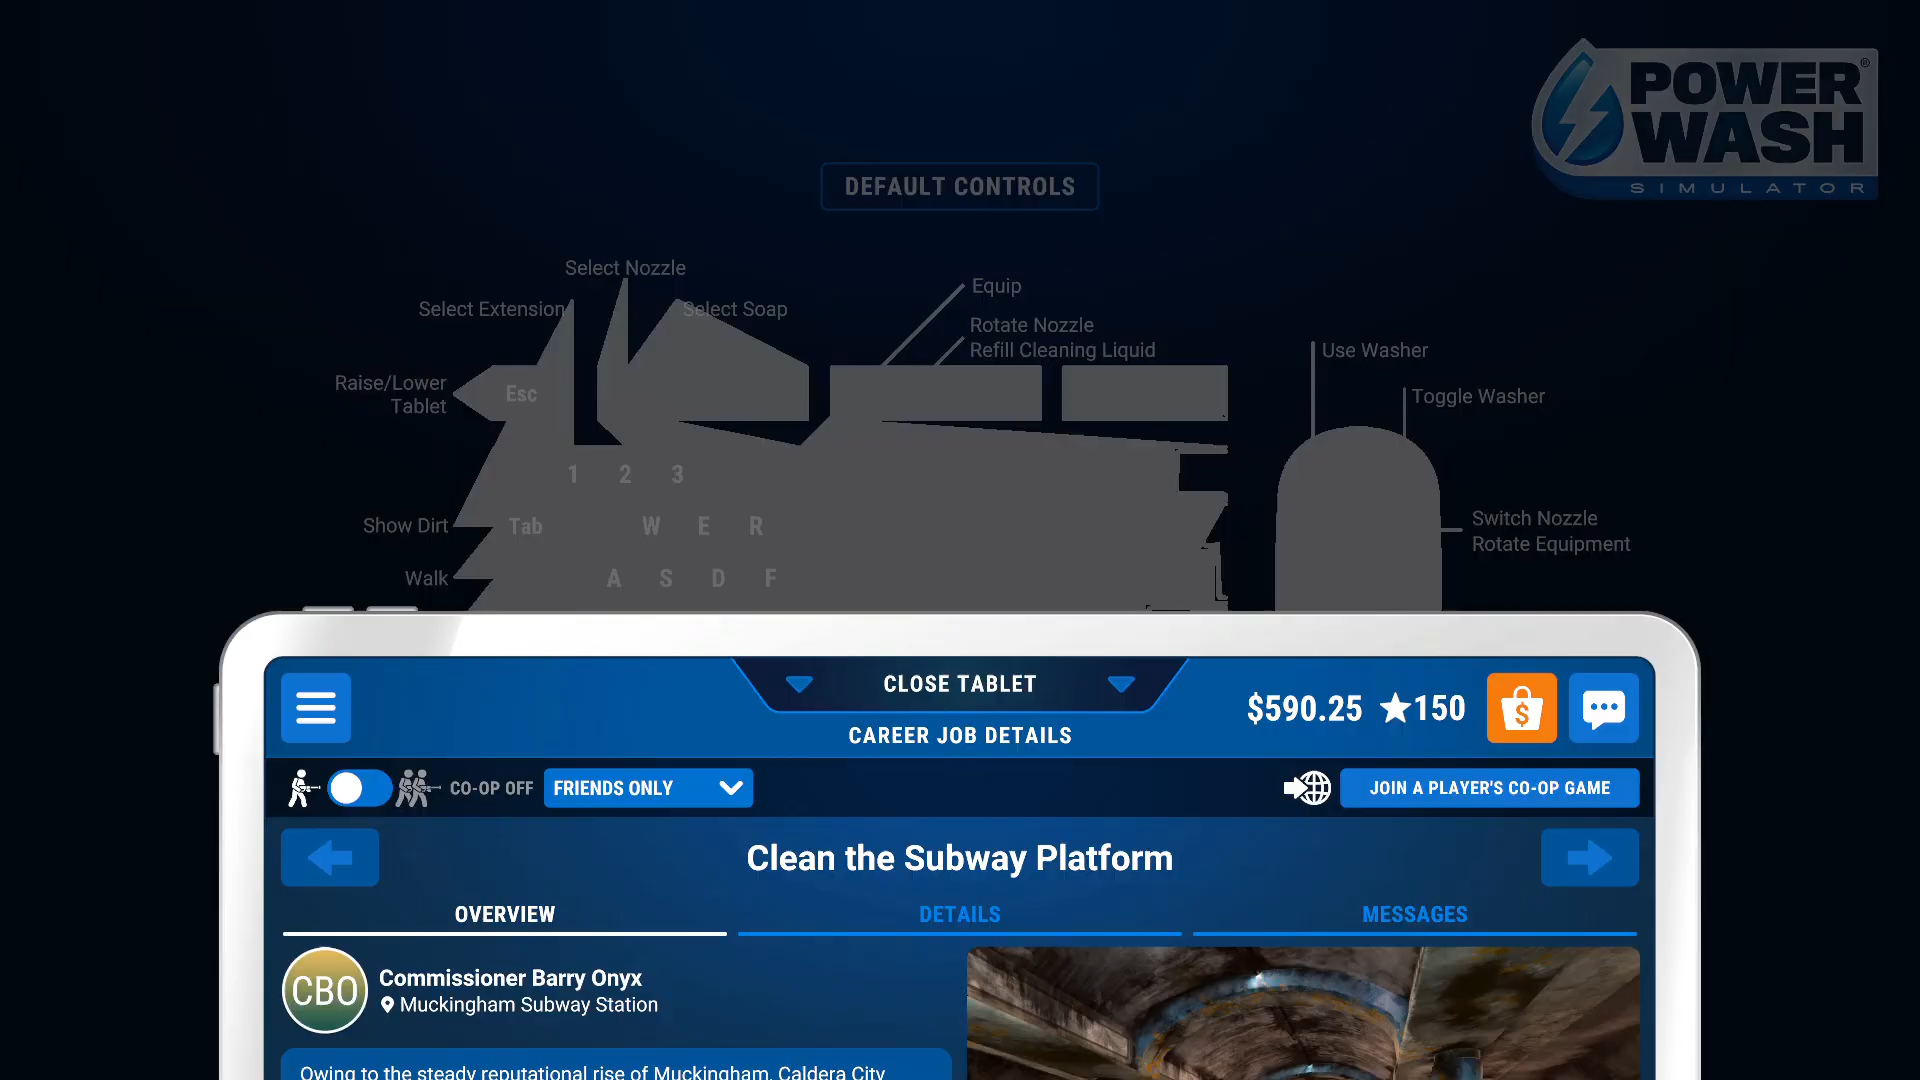 POWER®
WASH
SIMULATOR
DEFAULT CONTROLS
Select Nozzle
Select Extension
Select Soap
Equip
Rotate Nozzle
Refill Cleaning Liquid
Use Washer
Toggle Washer
Raise/Lower
Tablet
Esc
1 2 3
Show Dirt
Tab
W E R
Switch Nozzle
Rotate Equipment
Walk
A S D F
CLOSE TABLET
CAREER JOB DETAILS
$590.25 ★150
CO-OP OFF
FRIENDS ONLY
JOIN A PLAYER'S CO-OP GAME
Clean the Subway Platform
OVERVIEW
DETAILS
MESSAGES
CBO
Commissioner Barry Onyx
Muckingham Subway Station
Owing to the steady reputational rise of Muckingham, Caldera City